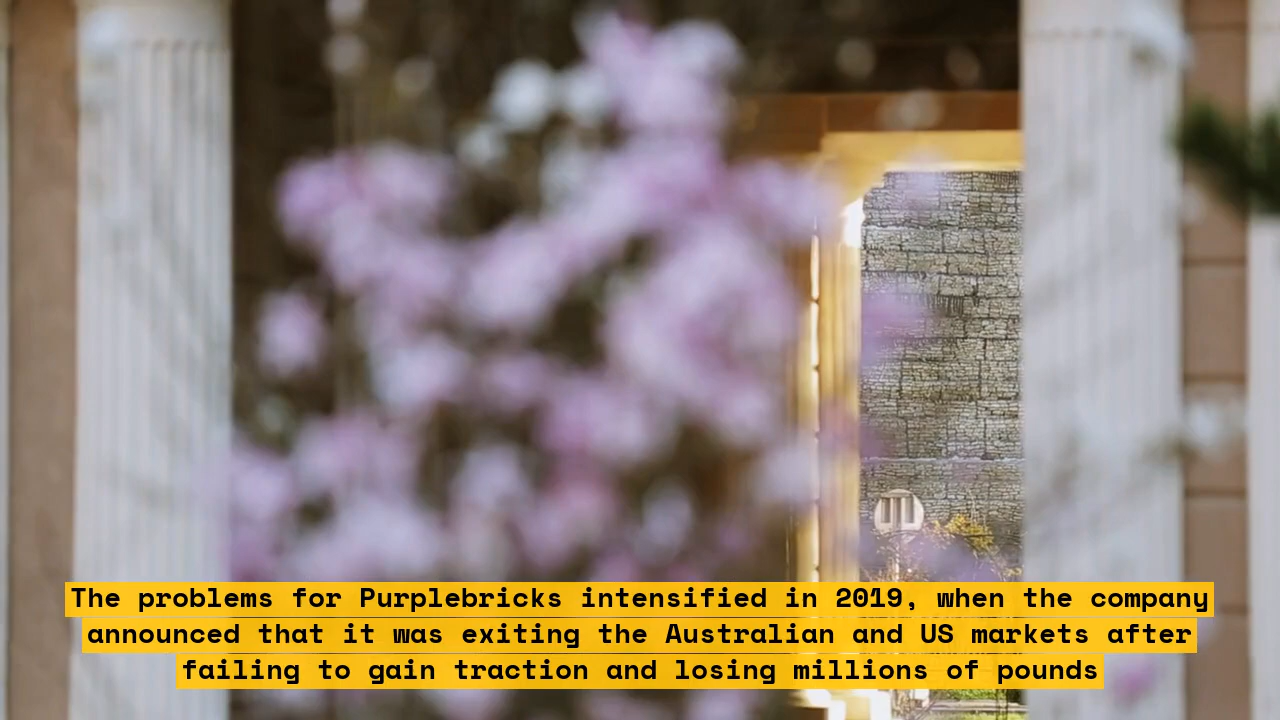 The problems for Purplebricks intensified in 2019, when the company
announced that it was exiting the Australian and US markets after
failing to gain traction and losing millions of pounds